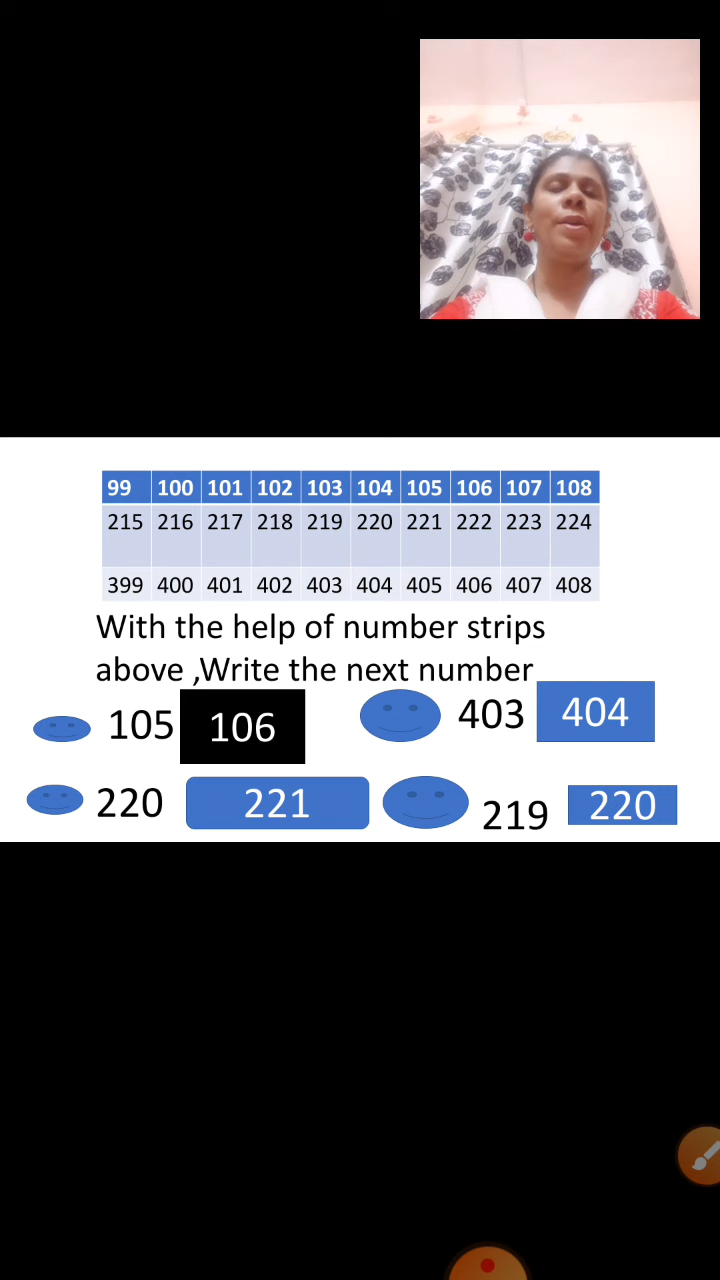 99 100 101 102 103 104 105 106 107 108
215 216 217 218 219 220 221 222 223 224
399 400 401 402 403 404 405 406 407 408
With the help of number strips
above ,Write the next number
105 106 403 404
220 221 219 220